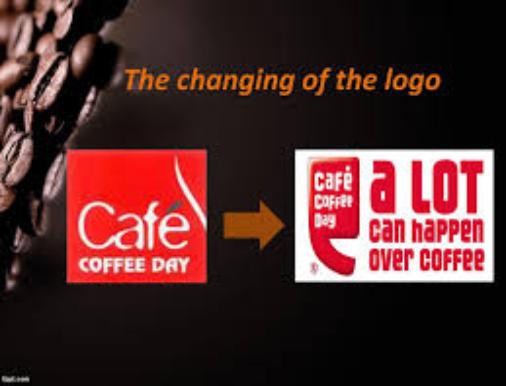 The changing of the logo
Café
COFFEE DAY
café
coffee
Day
®
a LOT
can happen
over coffee